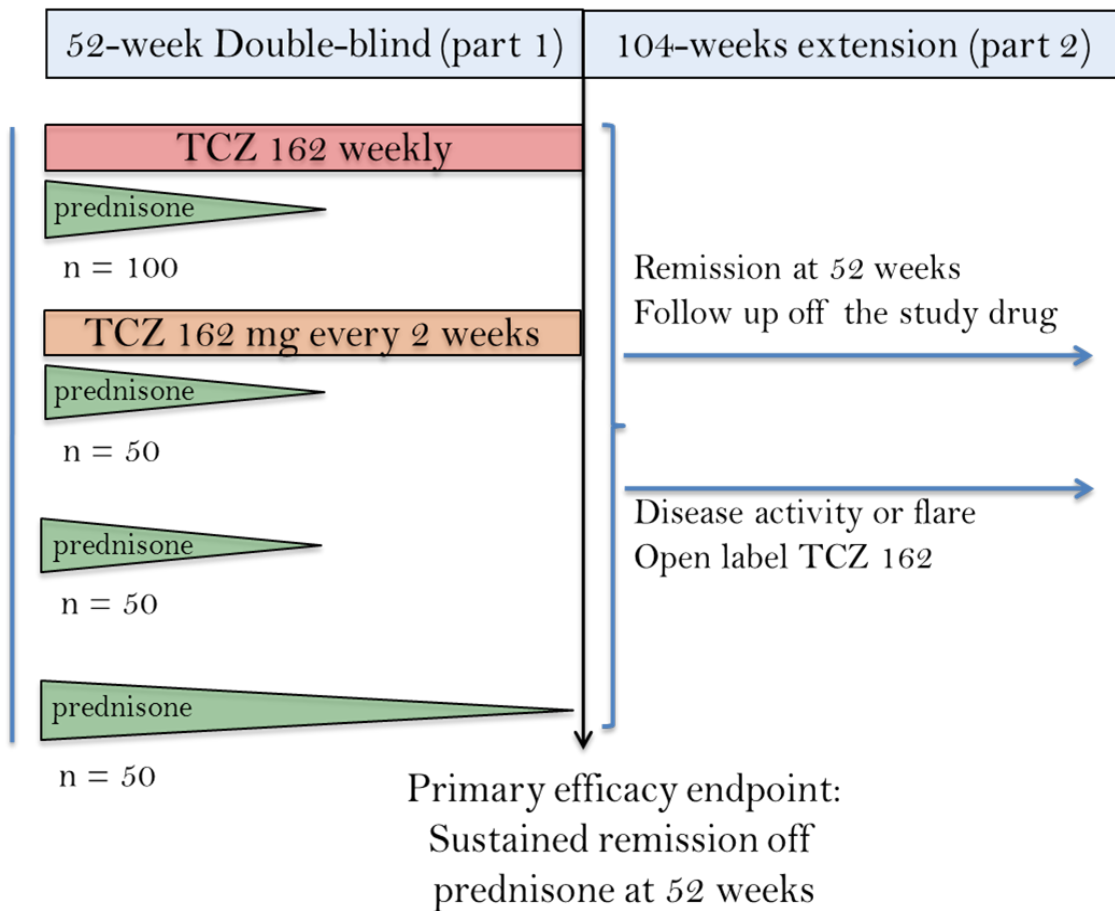 52-week Double-blind (part 1)
104-weeks extension (part 2)
TCZ 162 weekly
prednisone
n = 100
TCZ 162 mg every 2 weeks
prednisone
n = 50
prednisone
n = 50
prednisone
n = 50
Remission at 52 weeks
Follow up off the study drug
Disease activity or flare
Open label TCZ 162
Primary efficacy endpoint:
Sustained remission off
prednisone at 52 weeks